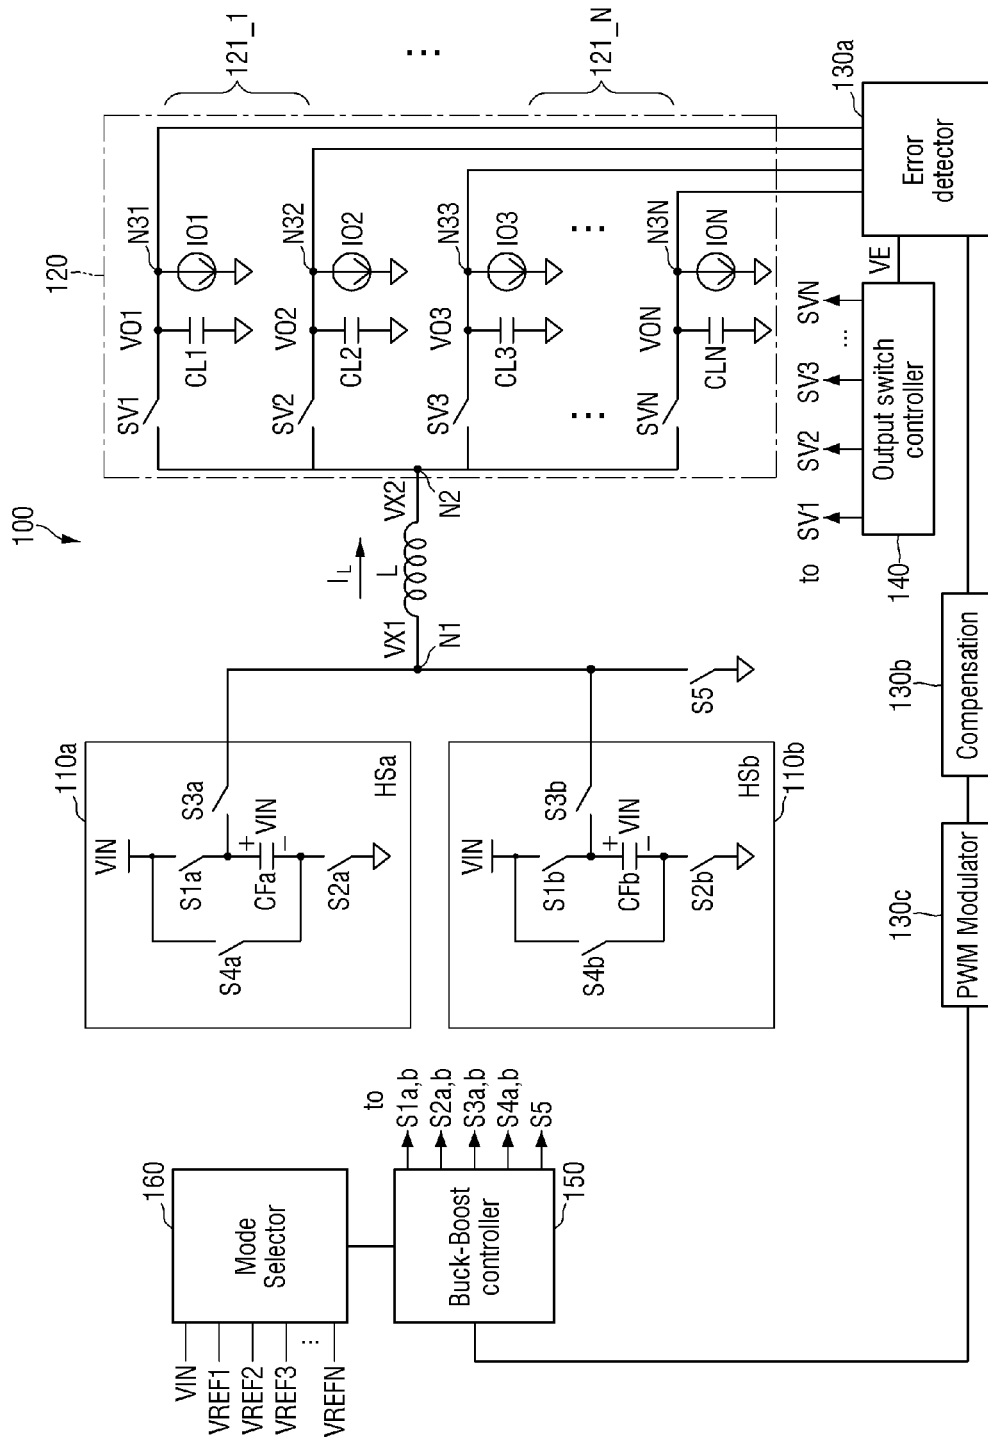 100
160
Mode
Selector
VIN
VREF1
VREF2
VREF3
...
VREFN
150
Buck-Boost
controller
to
S1a,b
S2a,b
S3a,b
S4a,b
S5
110a
VIN
S1a
S3a
S4a
CFa
+
VIN
−
S2a
HSa
110b
VIN
S1b
S3b
S4b
CFb
+
VIN
−
S2b
HSb
S5
VX1
N1
IL
L
VX2
N2
120
SV1
VO1
N31
CL1
IO1
SV2
VO2
N32
CL2
IO2
SV3
VO3
N33
CL3
IO3
...
...
SVN
VON
N3N
CLN
ION
121_1
...
121_N
to
SV1
SV2
SV3
...
SVN
Output switch
controller
140
VE
130a
Error
detector
130b
Compensation
130c
PWM Modulator